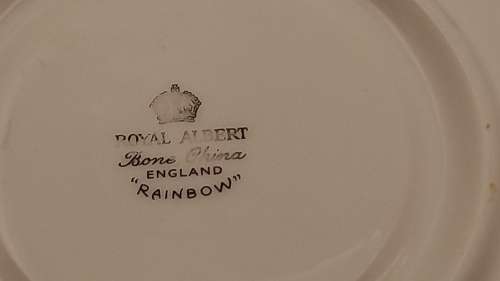 ROYAL ALBERT
Bone China
ENGLAND
"RAINBOW"